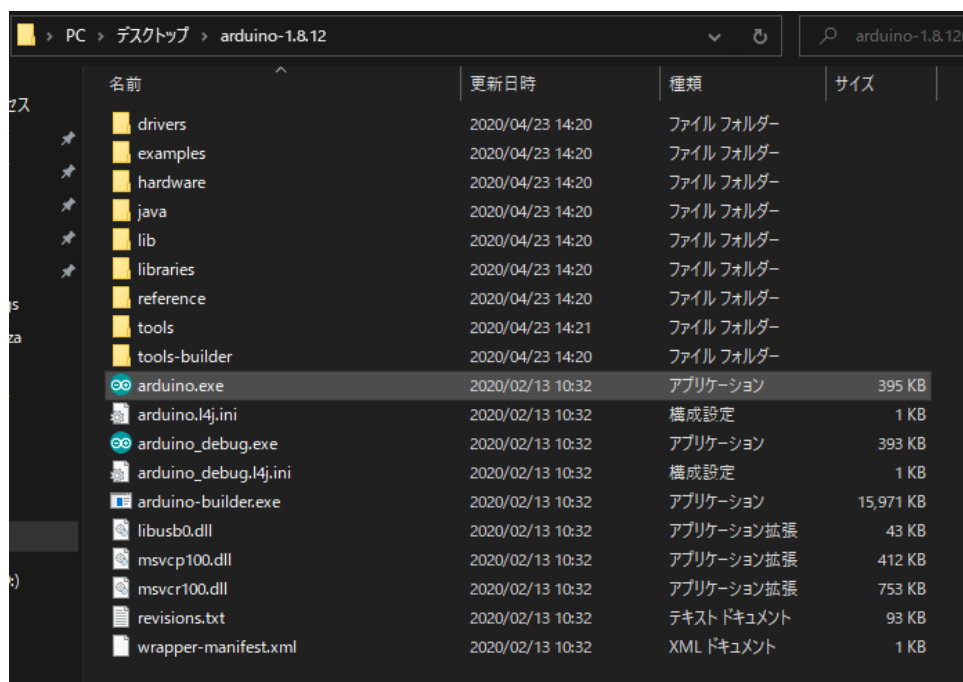 PC > デスクトップ > arduino-1.8.12
arduino-1.8.12
名前 更新日時 種類 サイズ
セス
drivers 2020/04/23 14:20 ファイル フォルダー
examples 2020/04/23 14:20 ファイル フォルダー
hardware 2020/04/23 14:20 ファイル フォルダー
java 2020/04/23 14:20 ファイル フォルダー
lib 2020/04/23 14:20 ファイル フォルダー
libraries 2020/04/23 14:20 ファイル フォルダー
gs
reference 2020/04/23 14:20 ファイル フォルダー
za
tools 2020/04/23 14:21 ファイル フォルダー
tools-builder 2020/04/23 14:20 ファイル フォルダー
arduino.exe 2020/02/13 10:32 アプリケーション 395 KB
arduino.l4j.ini 2020/02/13 10:32 構成設定 1 KB
arduino_debug.exe 2020/02/13 10:32 アプリケーション 393 KB
arduino_debug.l4j.ini 2020/02/13 10:32 構成設定 1 KB
arduino-builder.exe 2020/02/13 10:32 アプリケーション 15,971 KB
libusb0.dll 2020/02/13 10:32 アプリケーション拡張 43 KB
msvcp100.dll 2020/02/13 10:32 アプリケーション拡張 412 KB
:)
msvcr100.dll 2020/02/13 10:32 アプリケーション拡張 753 KB
revisions.txt 2020/02/13 10:32 テキスト ドキュメント 93 KB
wrapper-manifest.xml 2020/02/13 10:32 XML ドキュメント 1 KB